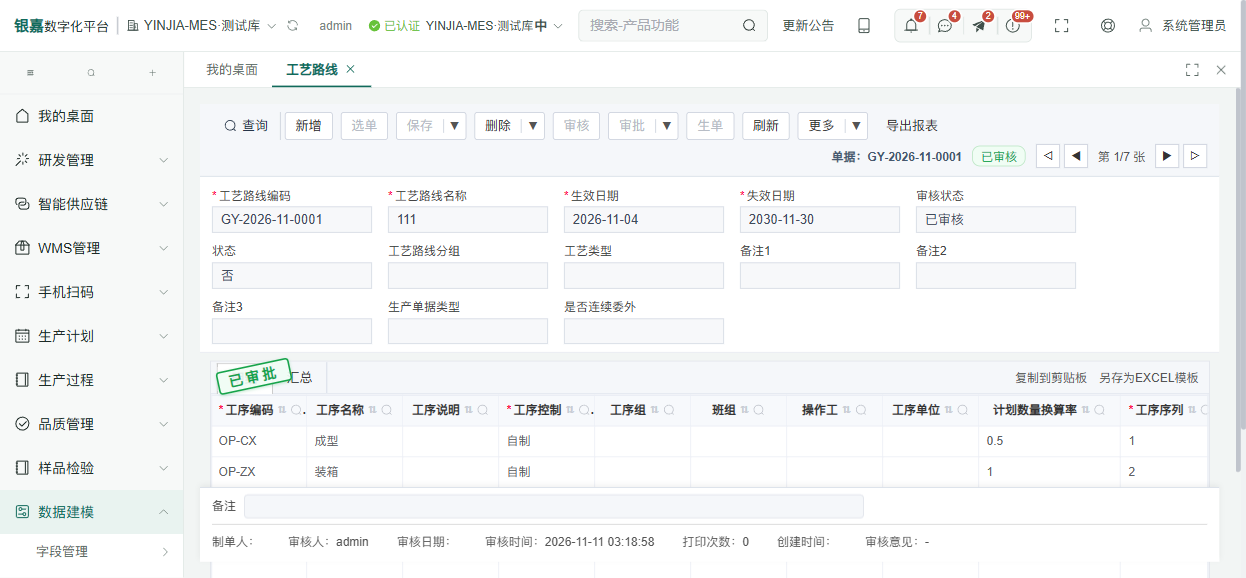 银嘉数字化平台 YINJIA-MES·测试库 admin 已认证 YINJIA-MES·测试库中 搜索-产品功能 更新公告 7 4 2 99+ 系统管理员
我的桌面 工艺路线
我的桌面
研发管理
智能供应链
WMS管理
手机扫码
生产计划
生产过程
品质管理
样品检验
数据建模
字段管理
查询 新增 选单 保存 删除 审核 审批 生单 刷新 更多 导出报表
单据：GY-2026-11-0001 已审核 第 1/7 张
*工艺路线编码 *工艺路线名称 *生效日期 *失效日期 审核状态
GY-2026-11-0001 111 2026-11-04 2030-11-30 已审核
状态 工艺路线分组 工艺类型 备注1 备注2
否
备注3 生产单据类型 是否连续委外
已审批 汇总 复制到剪贴板 另存为EXCEL模板
*工序编码 工序名称 工序说明 *工序控制 工序组 班组 操作工 工序单位 计划数量换算率 *工序序列
OP-CX 成型 自制 0.5 1
OP-ZX 装箱 自制 1 2
备注
制单人： 审核人：admin 审核日期： 审核时间：2026-11-11 03:18:58 打印次数：0 创建时间： 审核意见：-